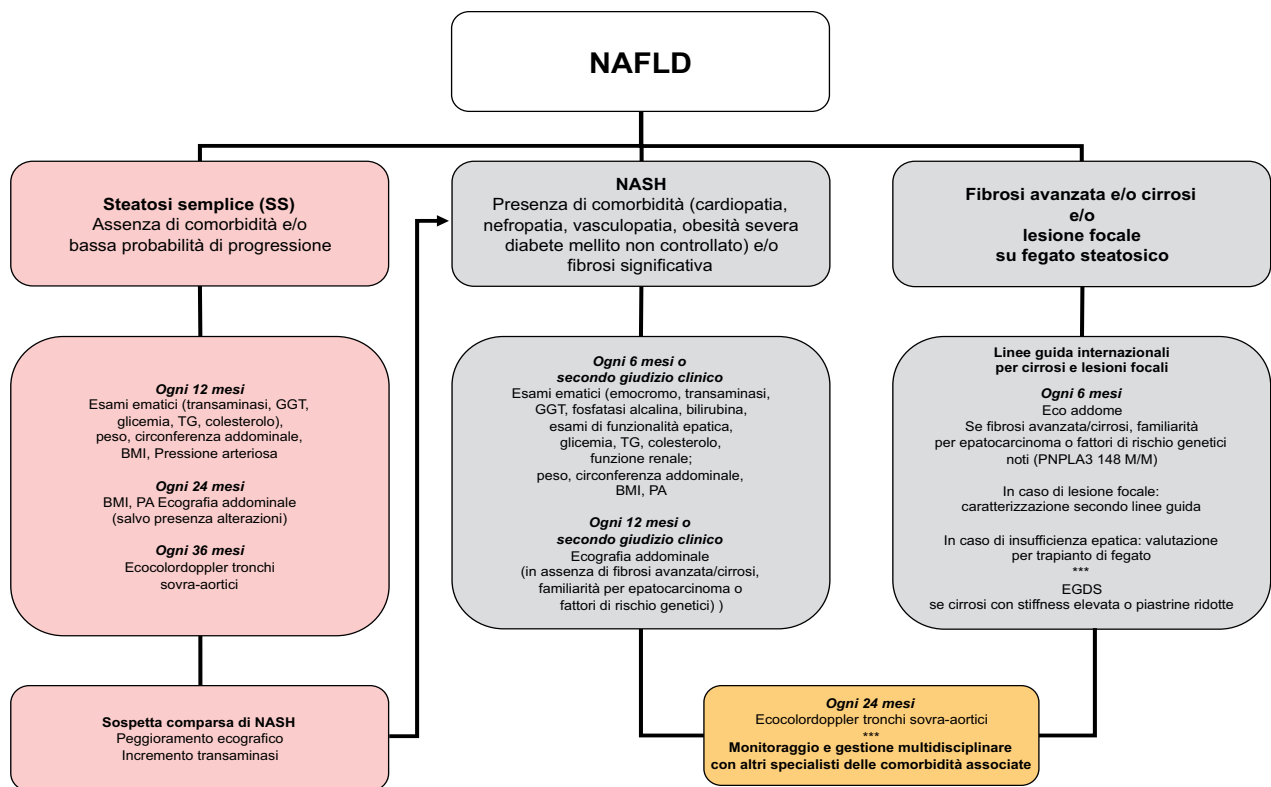 NAFLD
Steatosi semplice (SS)
Assenza di comorbidità e/o
bassa probabilità di progressione
NASH
Presenza di comorbidità (cardiopatia,
nefropatia, vasculopatia, obesità severa
diabete mellito non controllato) e/o
fibrosi significativa
Fibrosi avanzata e/o cirrosi
e/o
lesione focale
su fegato steatosico
Ogni 12 mesi
Esami ematici (transaminasi, GGT,
glicemia, TG, colesterolo),
peso, circonferenza addominale,
BMI, Pressione arteriosa
Ogni 24 mesi
BMI, PA Ecografia addominale
(salvo presenza alterazioni)
Ogni 36 mesi
Ecocolordoppler tronchi
sovra-aortici
Ogni 6 mesi o
secondo giudizio clinico
Esami ematici (emocromo, transaminasi,
GGT, fosfatasi alcalina, bilirubina,
esami di funzionalità epatica,
glicemia, TG, colesterolo,
funzione renale;
peso, circonferenza addominale,
BMI, PA
Ogni 12 mesi o
secondo giudizio clinico
Ecografia addominale
(in assenza di fibrosi avanzata/cirrosi,
familiarità per epatocarcinoma o
fattori di rischio genetici) )
Linee guida internazionali
per cirrosi e lesioni focali
Ogni 6 mesi
Eco addome
Se fibrosi avanzata/cirrosi, familiarità
per epatocarcinoma o fattori di rischio genetici
noti (PNPLA3 148 M/M)
In caso di lesione focale:
caratterizzazione secondo linee guida
In caso di insufficienza epatica: valutazione
per trapianto di fegato
***
EGDS
se cirrosi con stiffness elevata o piastrine ridotte
Sospetta comparsa di NASH
Peggioramento ecografico
Incremento transaminasi
Ogni 24 mesi
Ecocolordoppler tronchi sovra-aortici
***
Monitoraggio e gestione multidisciplinare
con altri specialisti delle comorbidità associate